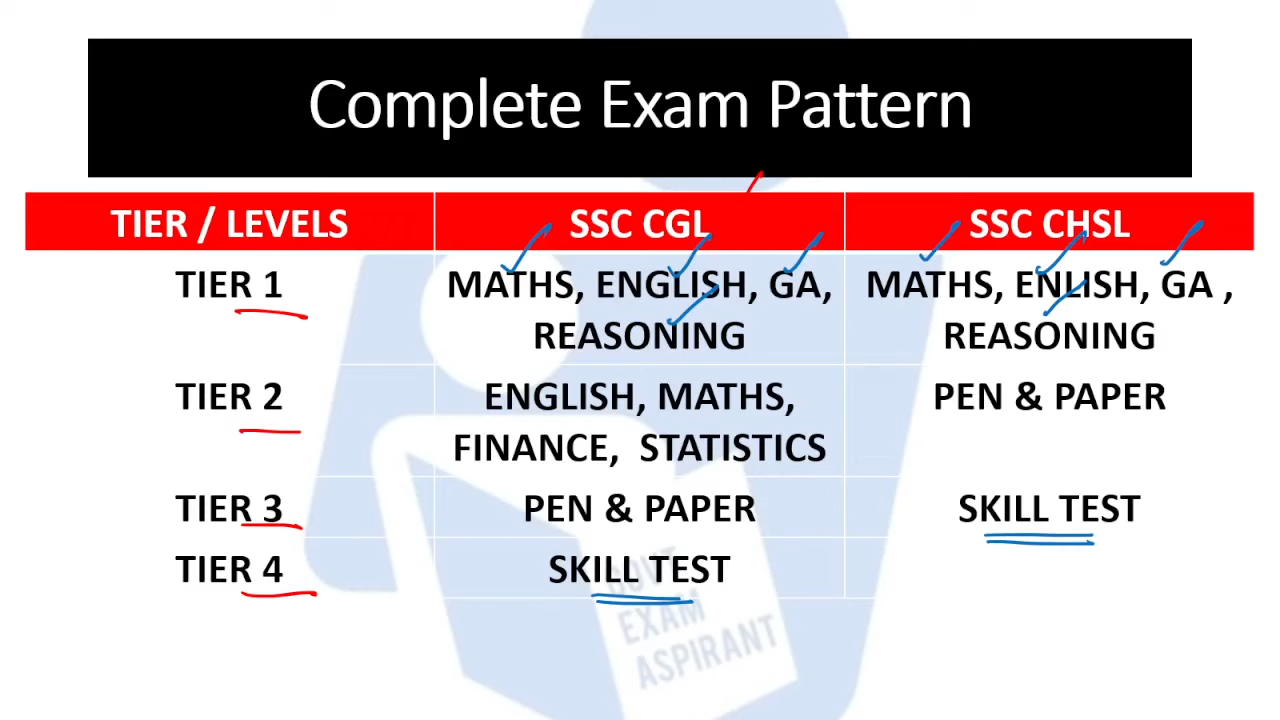 Complete Exam Pattern
TIER / LEVELS SSC CGL SSC CHSL
TIER 1 MATHS, ENGLISH, GA, MATHS, ENLISH, GA ,
REASONING REASONING
TIER 2 ENGLISH, MATHS, PEN & PAPER
FINANCE, STATISTICS
TIER 3 PEN & PAPER SKILL TEST
TIER 4 SKILL TEST
GOVT
EXAM
ASPIRANT